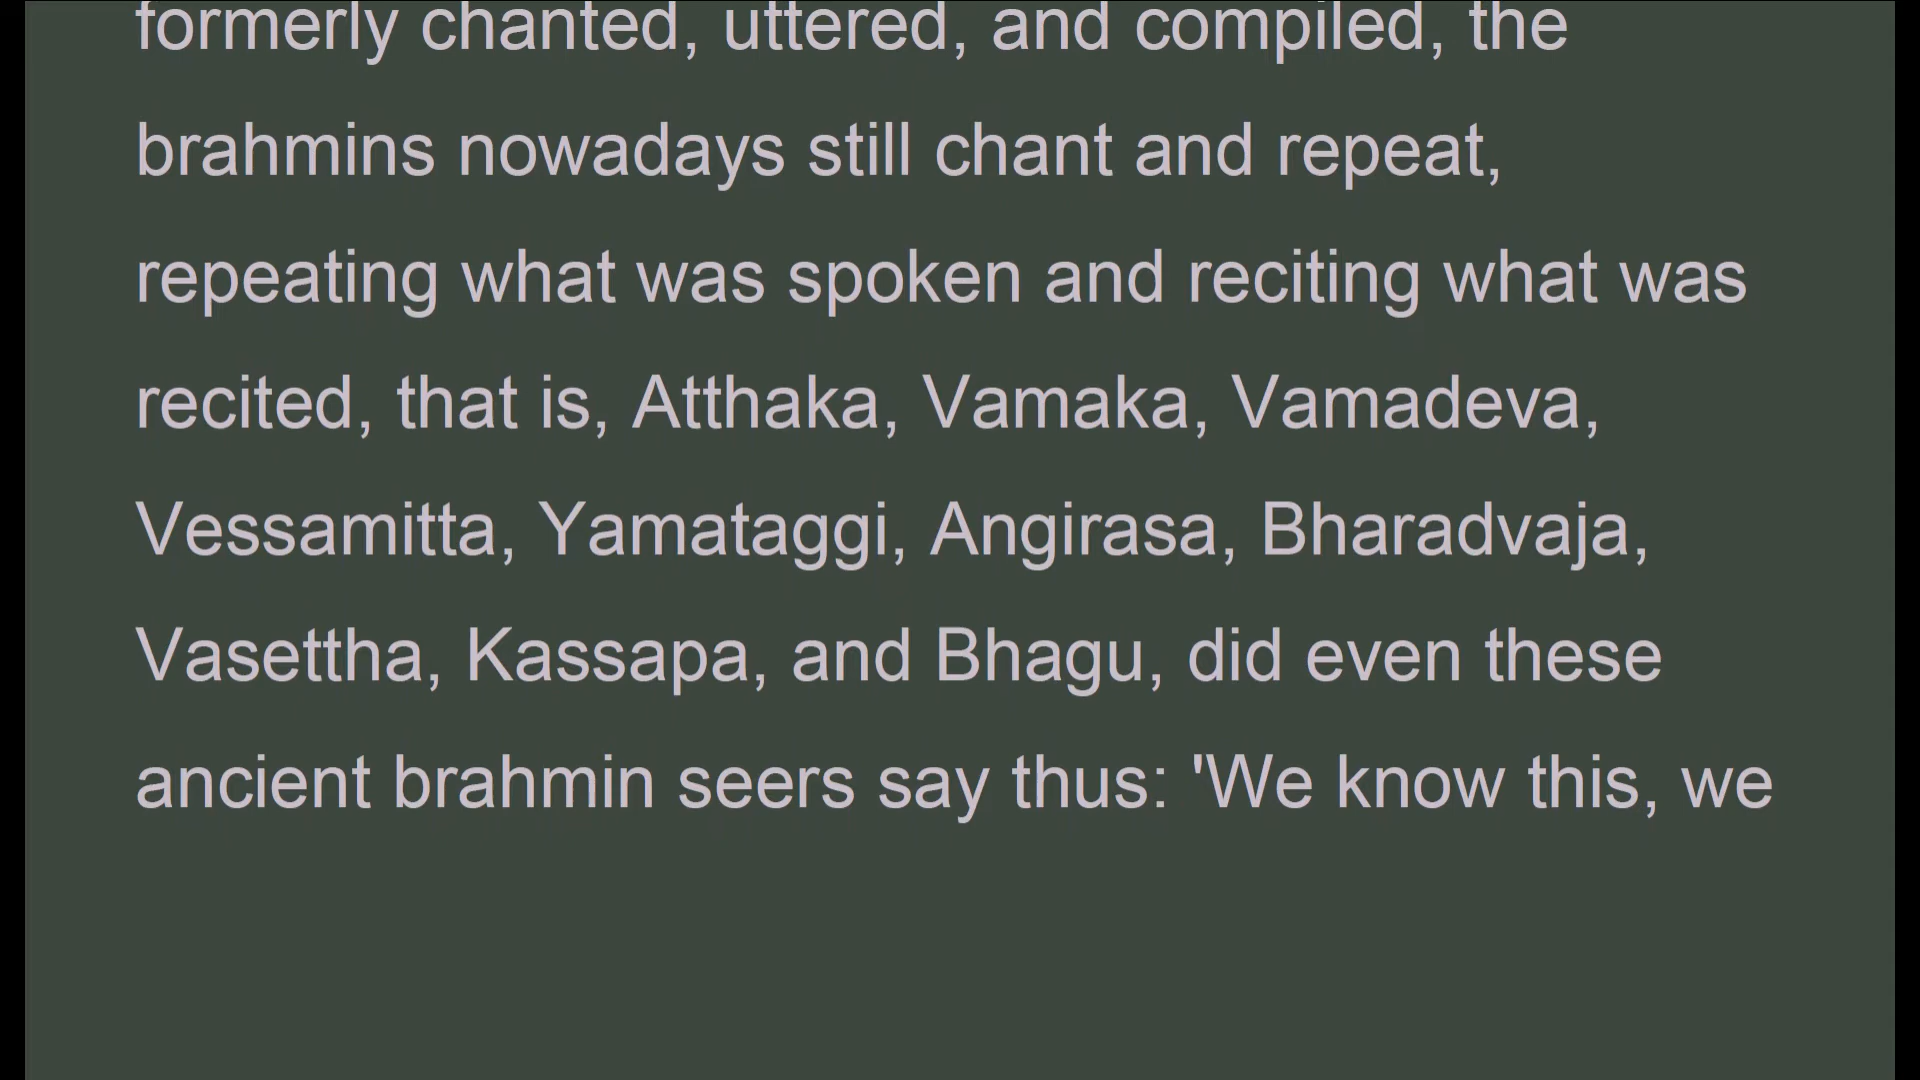 formerly chanted, uttered, and compiled, the
brahmins nowadays still chant and repeat,
repeating what was spoken and reciting what was
recited, that is, Atthaka, Vamaka, Vamadeva,
Vessamitta, Yamataggi, Angirasa, Bharadvaja,
Vasettha, Kassapa, and Bhagu, did even these
ancient brahmin seers say thus: 'We know this, we